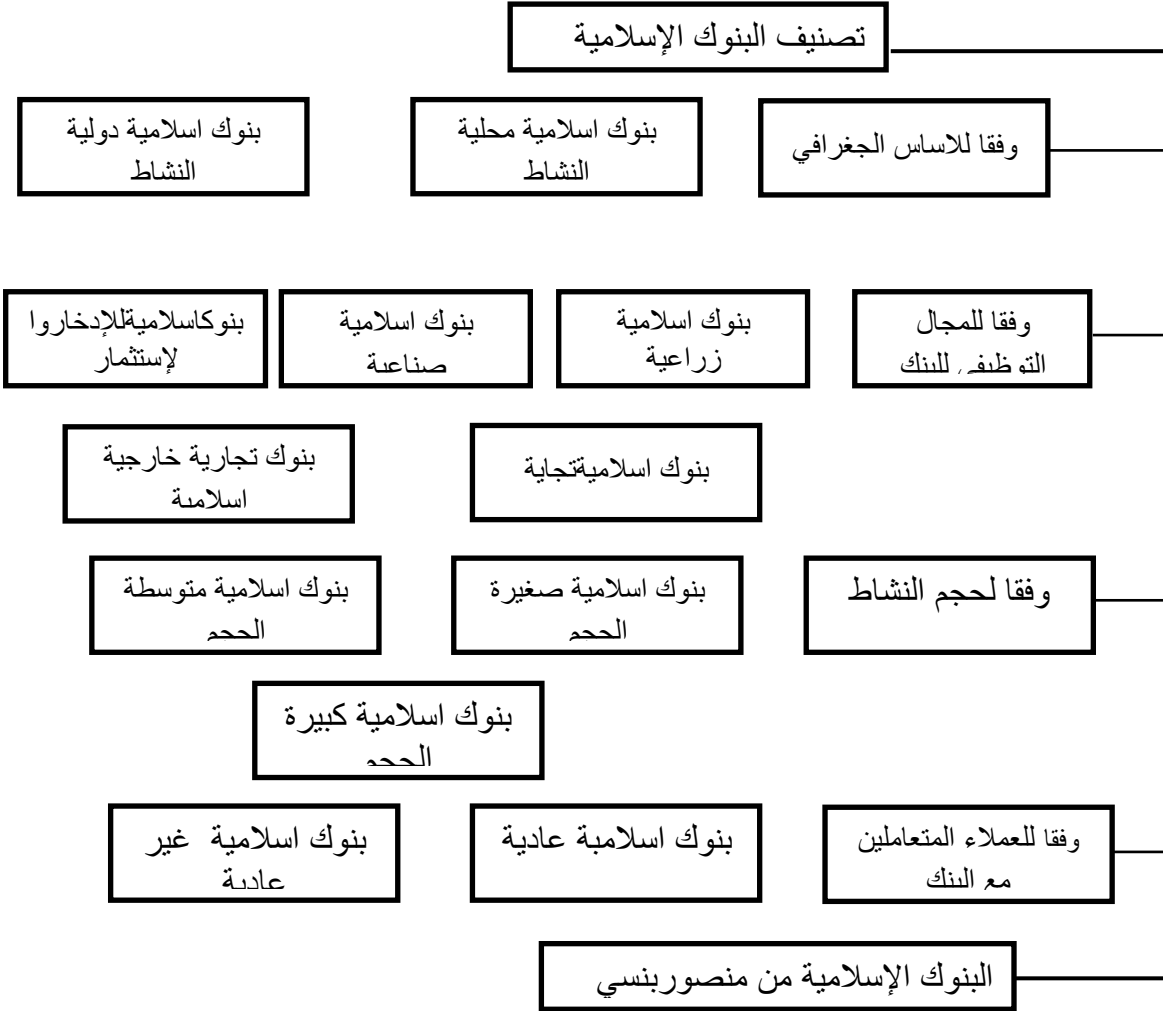 تصنيف البنوك الإسلامية
وفقا للاساس الجغرافي
بنوك اسلامية محلية
النشاط
بنوك اسلامية دولية
النشاط
وفقا للمجال
التوظيفي للبنك
بنوك اسلامية
زراعية
بنوك اسلامية
صناعية
بنوكاسلاميةللإدخاروا
لإستثمار
بنوك اسلاميةتجاية
بنوك تجارية خارجية
اسلامية
وفقا لحجم النشاط
بنوك اسلامية صغيرة
الحجم
بنوك اسلامية متوسطة
الحجم
بنوك اسلامية كبيرة
الحجم
وفقا للعملاء المتعاملين
مع البنك
بنوك اسلامبة عادية
بنوك اسلامية غير
عادية
البنوك الإسلامية من منصوربنسي